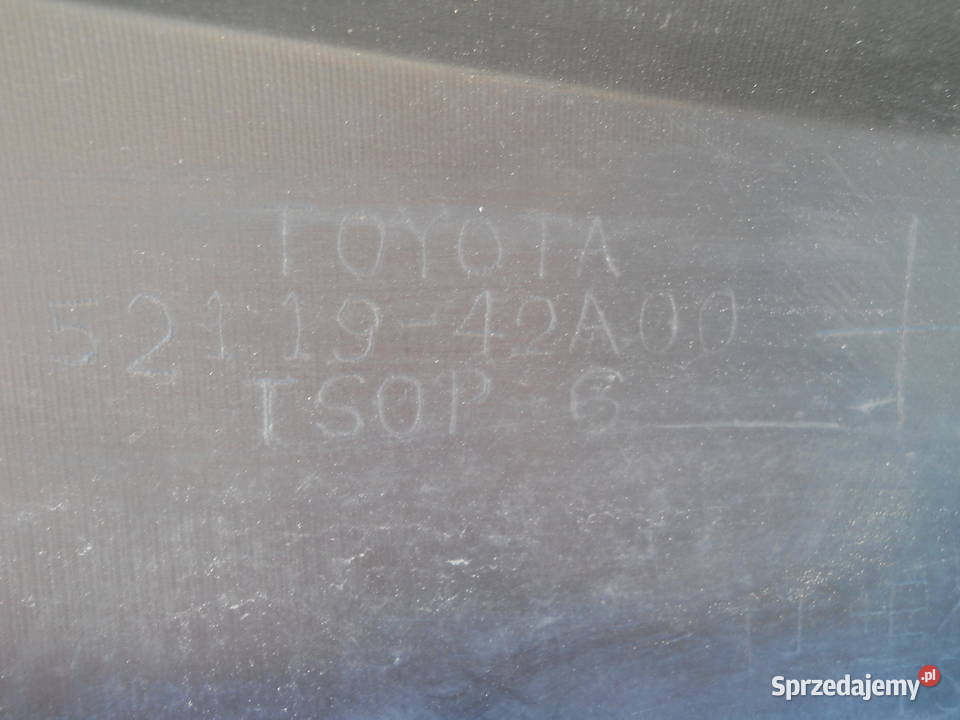 TOYOTA
52119-42A00
TSOP-6
Sprzedajemy.pl